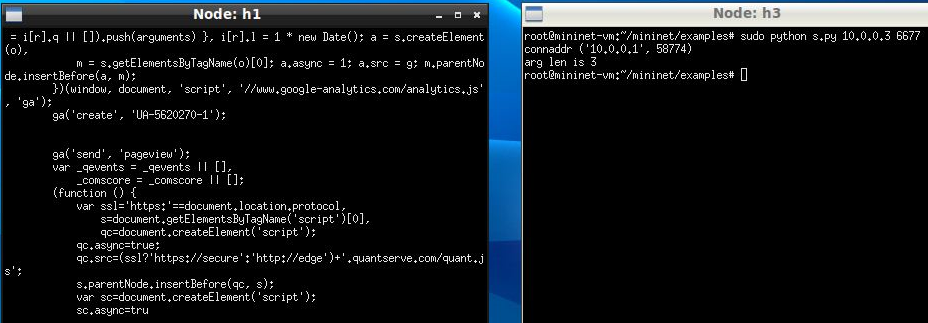 Node: h1
= i[r].q || []).push(arguments) }, i[r].l = 1 * new Date(); a = s.createElement
(o),
m = s.getElementsByTagName(o)[0]; a.async = 1; a.src = g; m.parentNo
de.insertBefore(a, m);
})(window, document, 'script', '//www.google-analytics.com/analytics.js'
, 'ga');
ga('create', 'UA-5620270-1');
ga('send', 'pageview');
var _qevents = _qevents || [],
_comscore = _comscore || [];
(function () {
var ssl='https:'==document.location.protocol,
s=document.getElementsByTagName('script')[0],
qc=document.createElement('script');
qc.async=true;
qc.src=(ssl?'https://secure':'http://edge')+'.quantserve.com/quant.j
s';
s.parentNode.insertBefore(qc, s);
var sc=document.createElement('script');
sc.async=tru
Node: h3
root@mininet-vm:~/mininet/examples# sudo python s.py 10.0.0.3 6677
connaddr ('10.0.0.1', 58774)
arg len is 3
root@mininet-vm:~/mininet/examples#